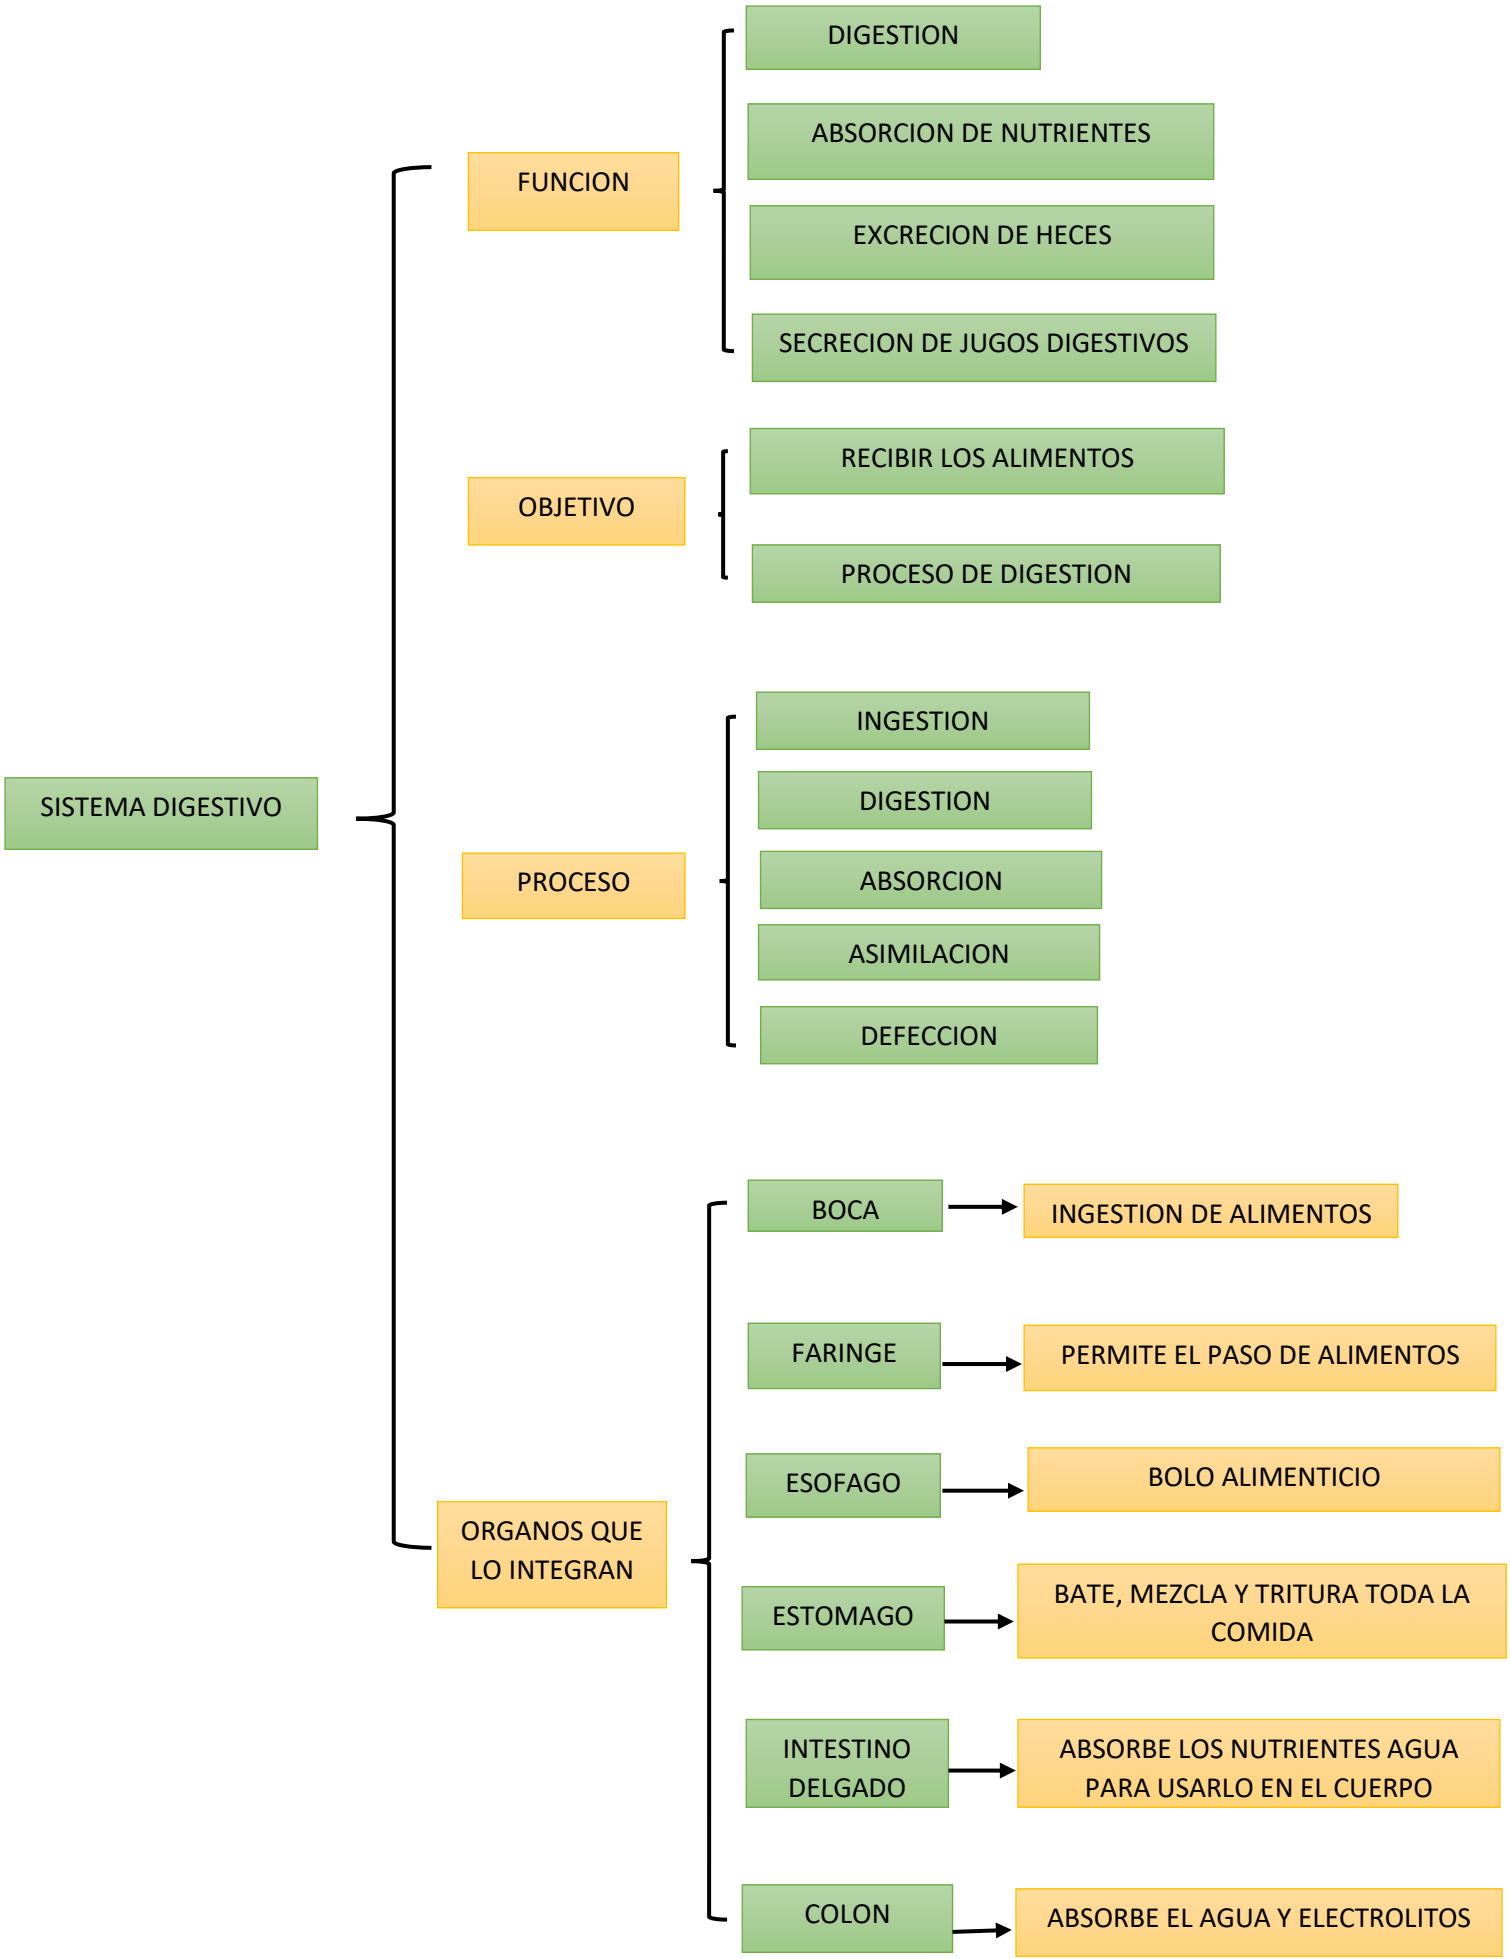 SISTEMA DIGESTIVO
FUNCION
DIGESTION
ABSORCION DE NUTRIENTES
EXCRECION DE HECES
SECRECION DE JUGOS DIGESTIVOS
OBJETIVO
RECIBIR LOS ALIMENTOS
PROCESO DE DIGESTION
PROCESO
INGESTION
DIGESTION
ABSORCION
ASIMILACION
DEFECCION
ORGANOS QUE
LO INTEGRAN
BOCA
INGESTION DE ALIMENTOS
FARINGE
PERMITE EL PASO DE ALIMENTOS
ESOFAGO
BOLO ALIMENTICIO
ESTOMAGO
BATE, MEZCLA Y TRITURA TODA LA
COMIDA
INTESTINO
DELGADO
ABSORBE LOS NUTRIENTES AGUA
PARA USARLO EN EL CUERPO
COLON
ABSORBE EL AGUA Y ELECTROLITOS